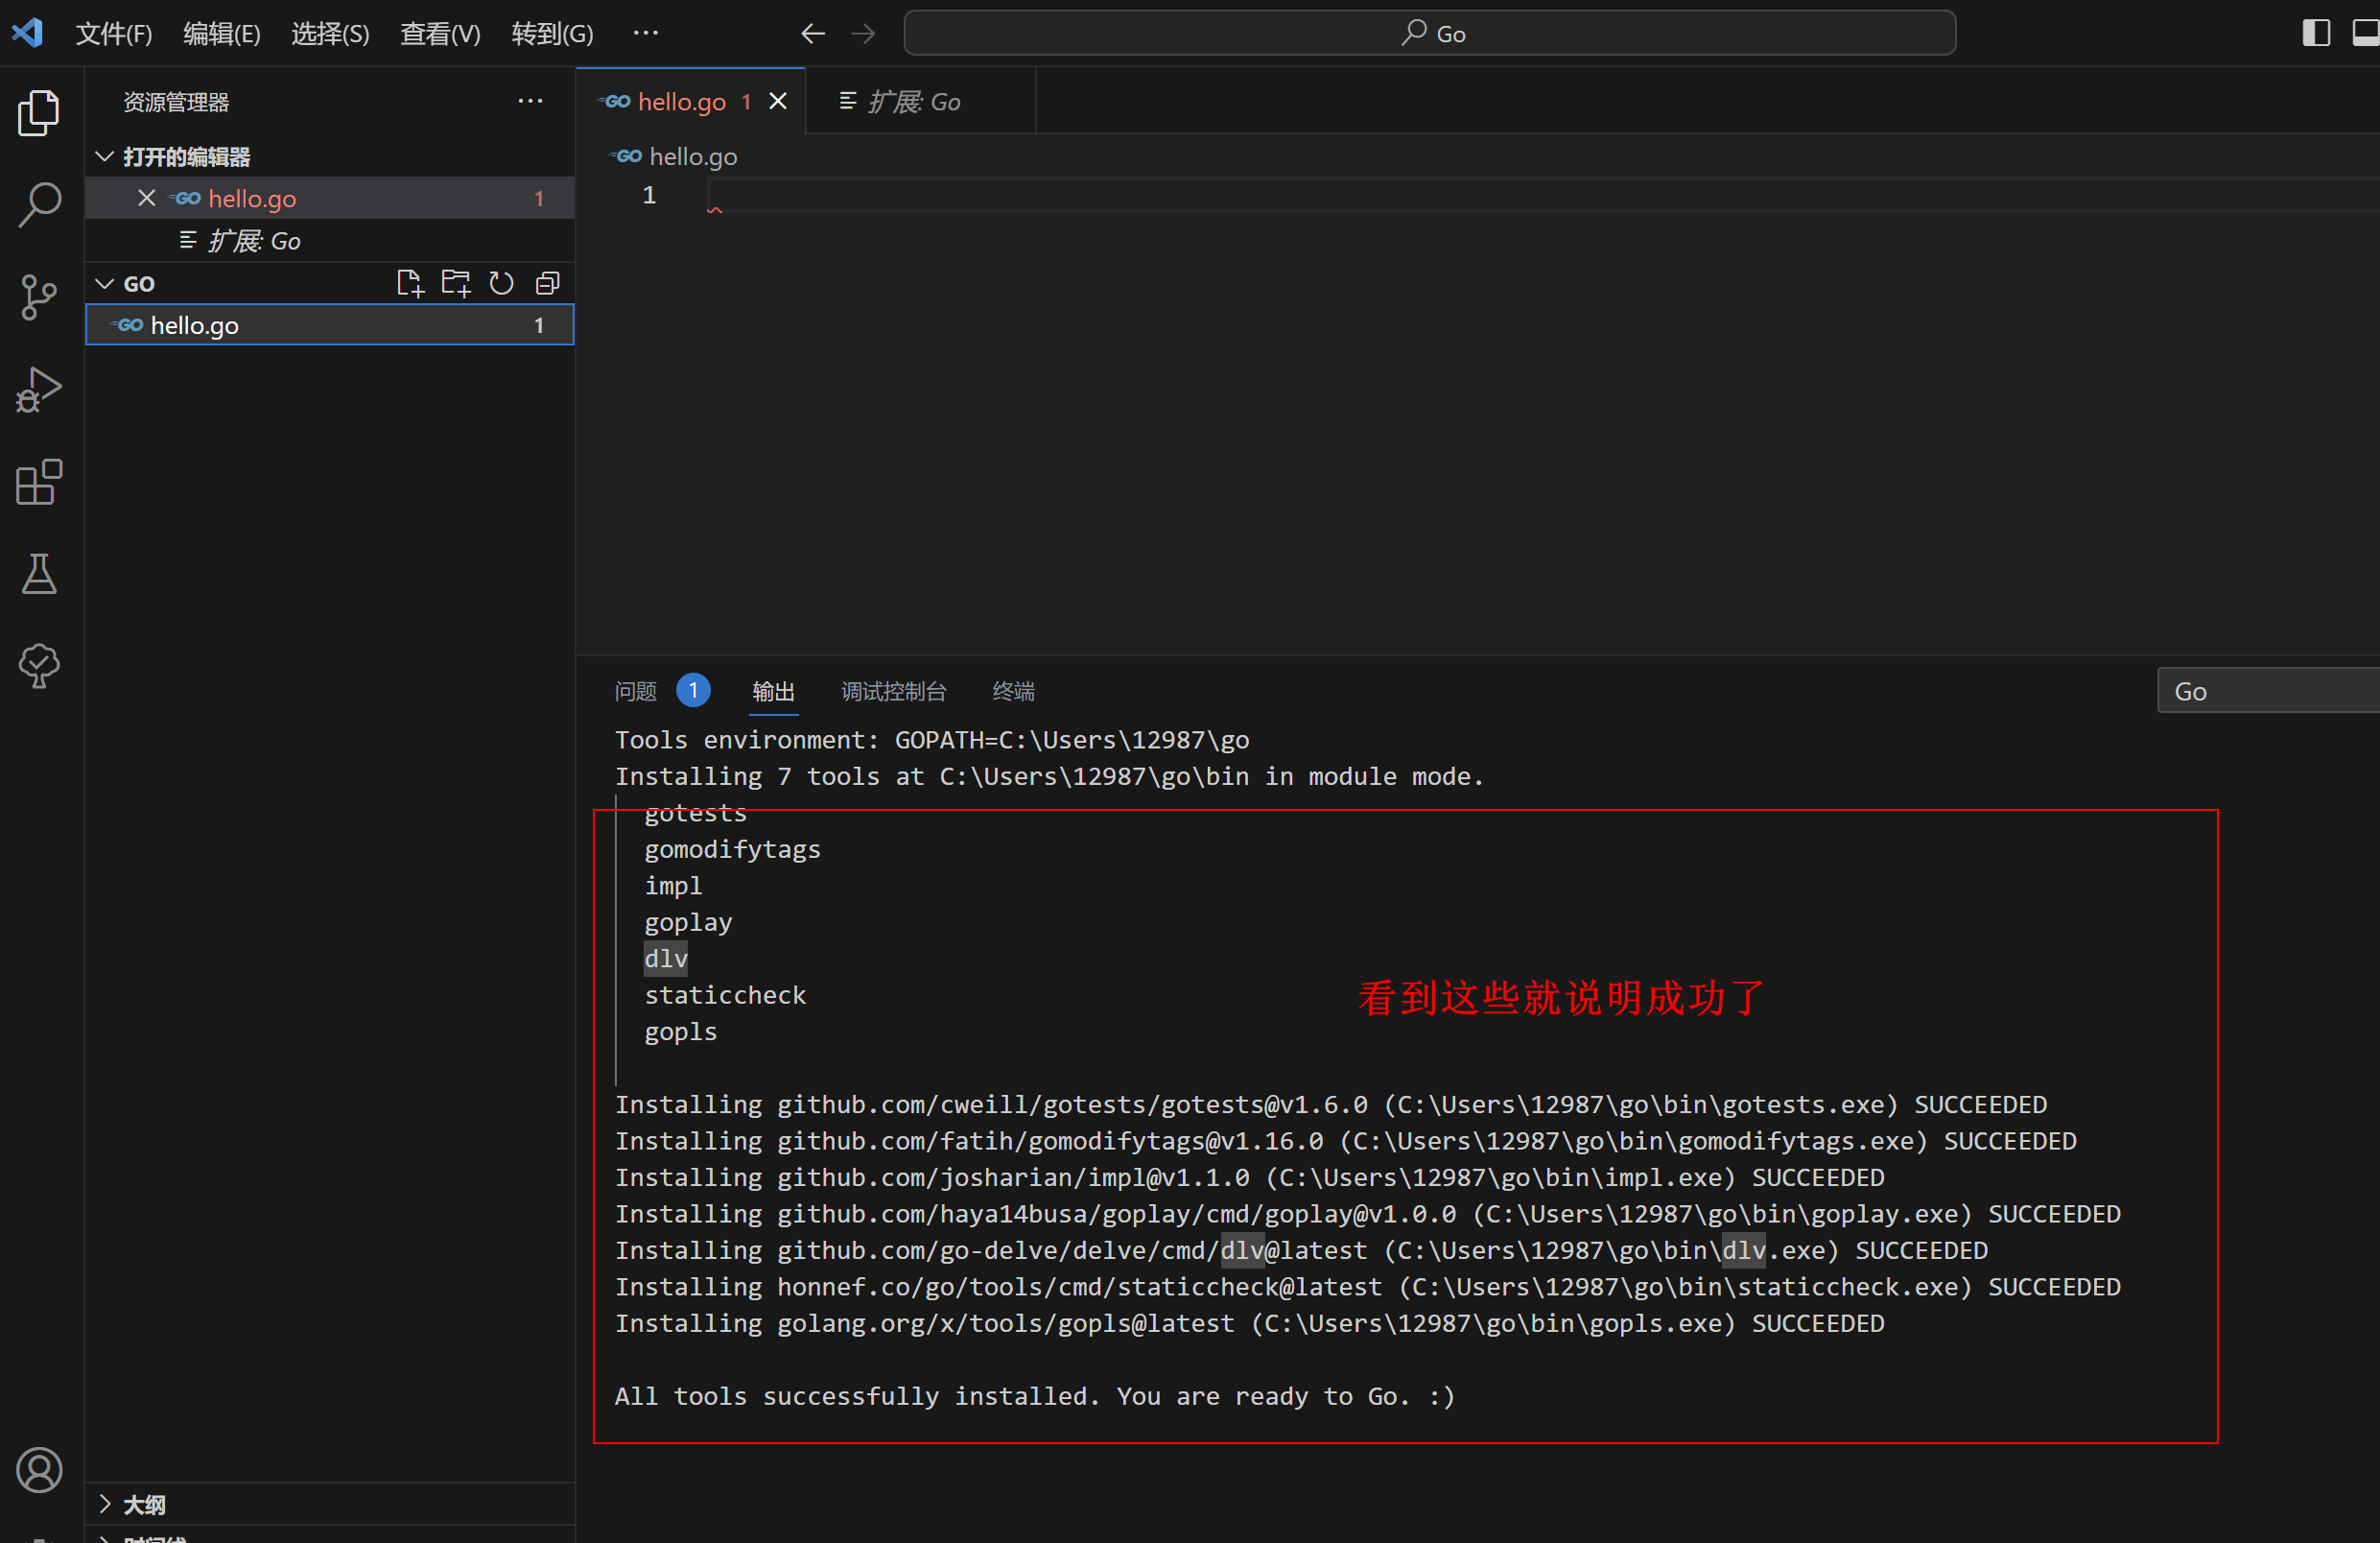 文件(F) 编辑(E) 选择(S) 查看(V) 转到(G) ··· Go
资源管理器 ···
打开的编辑器
GO hello.go 1
扩展: Go
GO
GO hello.go 1
大纲
时间线
GO hello.go 1 扩展: Go
GO hello.go
1
问题 1 输出 调试控制台 终端 Go
Tools environment: GOPATH=C:\Users\12987\go
Installing 7 tools at C:\Users\12987\go\bin in module mode.
gotests
gomodifytags
impl
goplay
dlv
staticcheck
gopls
看到这些就说明成功了
Installing github.com/cweill/gotests/gotests@v1.6.0 (C:\Users\12987\go\bin\gotests.exe) SUCCEEDED
Installing github.com/fatih/gomodifytags@v1.16.0 (C:\Users\12987\go\bin\gomodifytags.exe) SUCCEEDED
Installing github.com/josharian/impl@v1.1.0 (C:\Users\12987\go\bin\impl.exe) SUCCEEDED
Installing github.com/haya14busa/goplay/cmd/goplay@v1.0.0 (C:\Users\12987\go\bin\goplay.exe) SUCCEEDED
Installing github.com/go-delve/delve/cmd/dlv@latest (C:\Users\12987\go\bin\dlv.exe) SUCCEEDED
Installing honnef.co/go/tools/cmd/staticcheck@latest (C:\Users\12987\go\bin\staticcheck.exe) SUCCEEDED
Installing golang.org/x/tools/gopls@latest (C:\Users\12987\go\bin\gopls.exe) SUCCEEDED
All tools successfully installed. You are ready to Go. :)